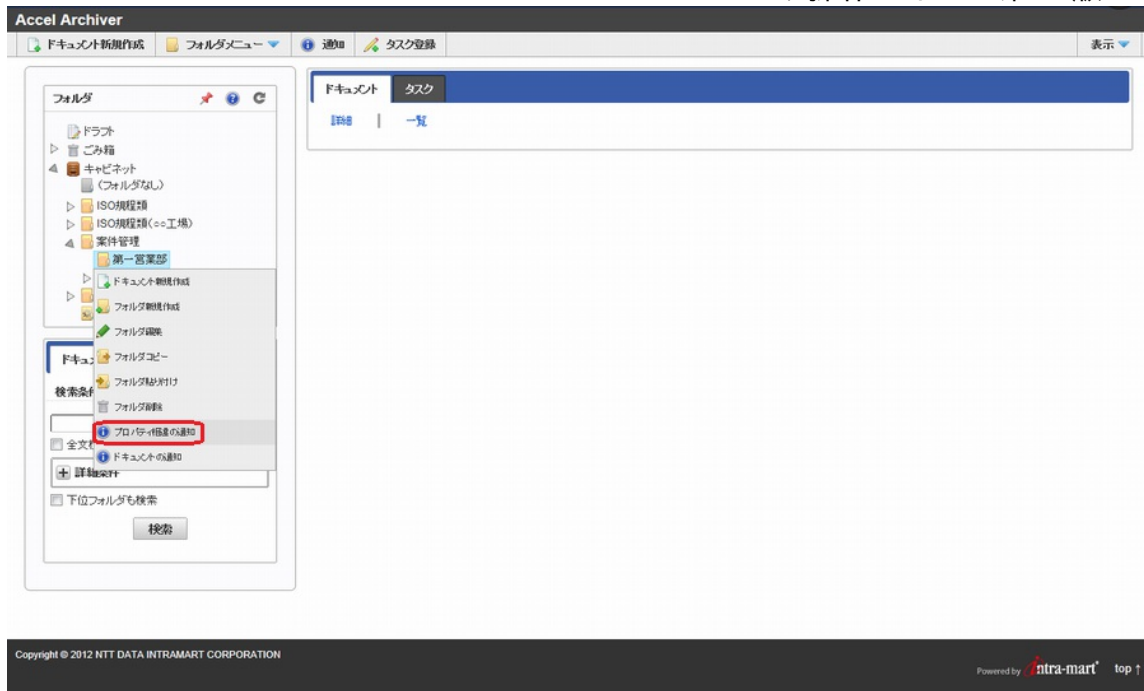 Accel Archiver
ドキュメント新規作成 フォルダメニュー 通知 タスク登録 表示
フォルダ
ドキュメント タスク
詳細 | 一覧
ドラフト
ごみ箱
キャビネット
(フォルダなし)
ISO規程類
ISO規程類(○○工場)
案件管理
第一営業部
ドキュメント新規作成
フォルダ新規作成
フォルダ編集
フォルダコピー
フォルダ貼り付け
フォルダ削除
プロパティ格達の通知
ドキュメントの通知
検索条件
全文
詳細条件
下位フォルダも検索
検索
Copyright © 2012 NTT DATA INTRAMART CORPORATION
Powered by intra-mart top ↑